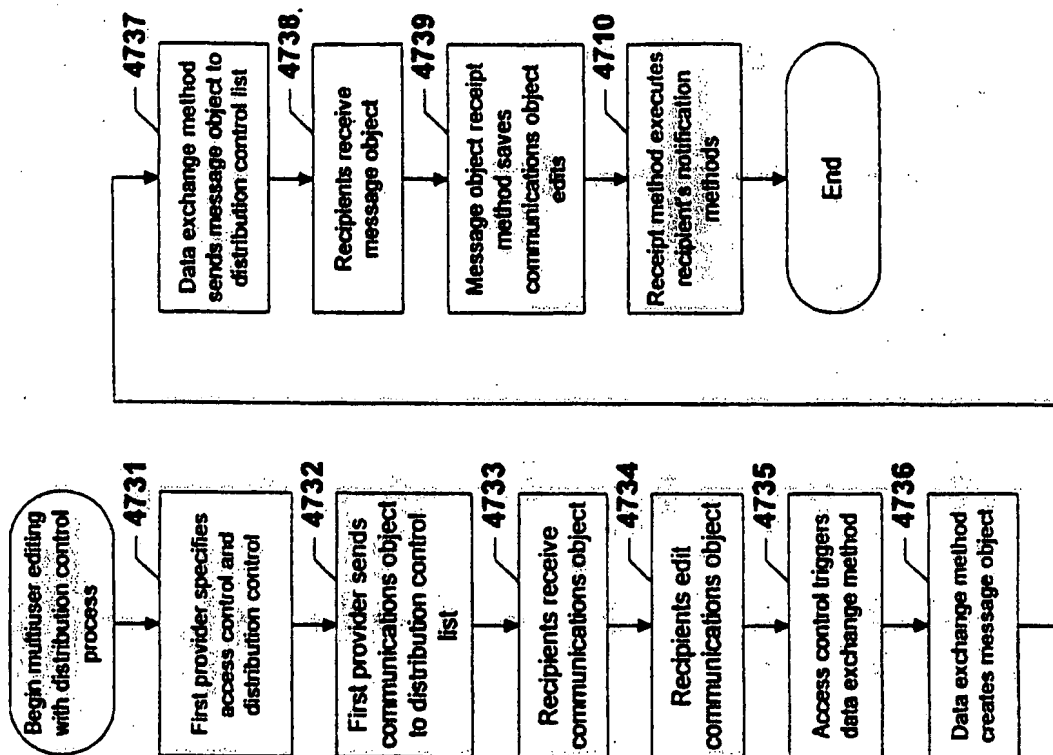 Begin multiuser editing
with distribution control
process
4731
First provider specifies
access control and
distribution control
4732
First provider sends
communications object
to distribution control
list
4733
Recipients receive
communications object
4734
Recipients edit
communications object
4735
Access control triggers
data exchange method
4736
Data exchange method
creates message object
4737
Data exchange method
sends message object to
distribution control list
4738.
Recipients receive
message object
4739
Message object receipt
method saves
communications object
edits
4710
Receipt method executes
recipient's notification
methods
End